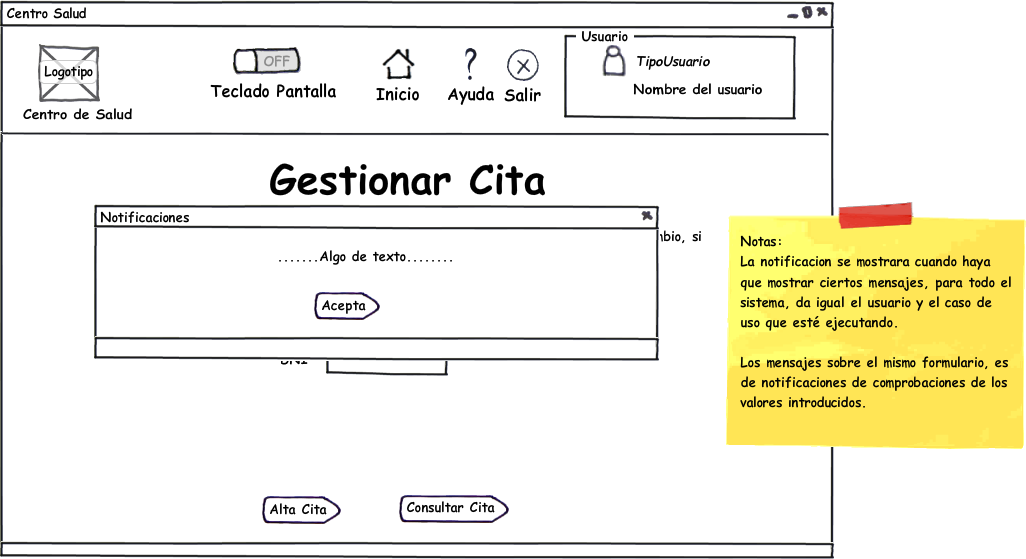 Centro Salud
Logotipo
Centro de Salud
OFF
Teclado Pantalla
Inicio
Ayuda
Salir
Usuario
TipoUsuario
Nombre del usuario
Gestionar Cita
Notificaciones
, si
.......Algo de texto........
Acepta
DNI
Alta Cita
Consultar Cita
Notas:
La notificacion se mostrara cuando haya
que mostrar ciertos mensajes, para todo el
sistema, da igual el usuario y el caso de
uso que esté ejecutando.
Los mensajes sobre el mismo formulario, es
de notificaciones de comprobaciones de los
valores introducidos.